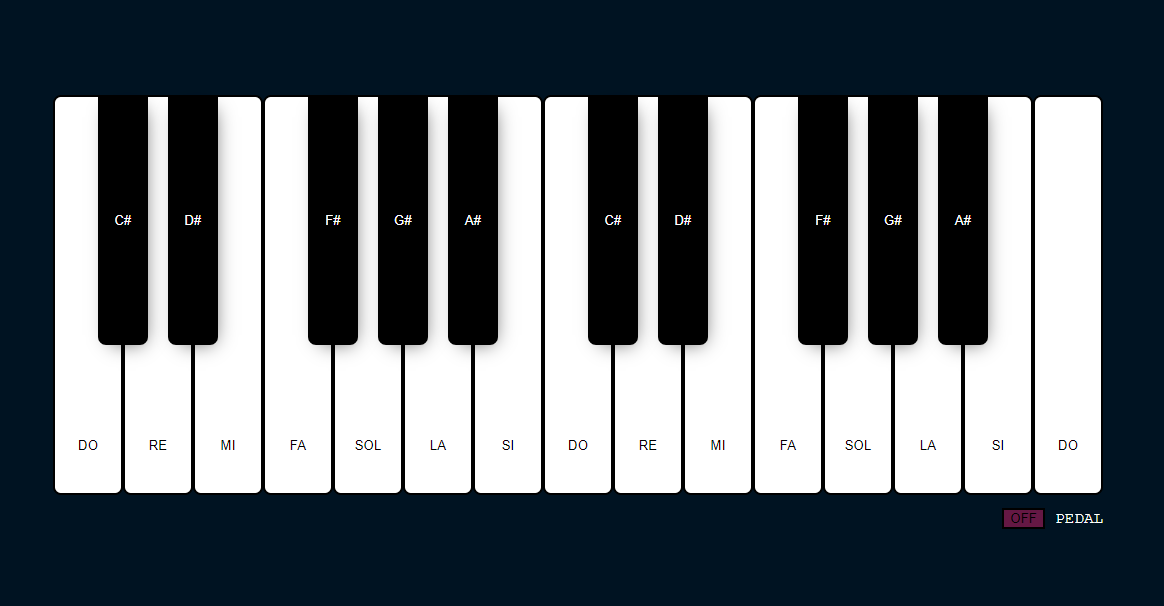 C# D# F# G# A# C# D# F# G# A#
DO RE MI FA SOL LA SI DO RE MI FA SOL LA SI DO
OFF PEDAL